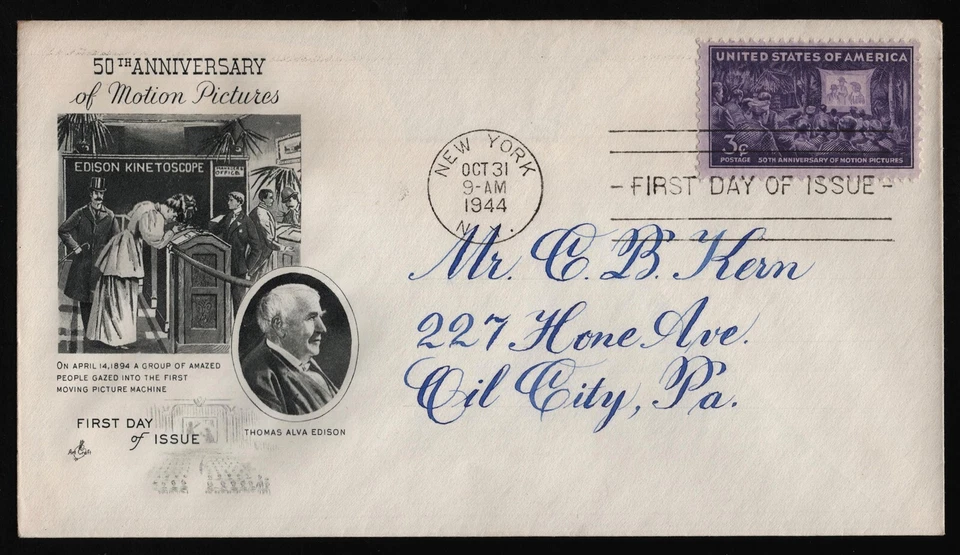 50TH ANNIVERSARY
of Motion Pictures
EDISON KINETOSCOPE
OFFICE
ON APRIL 14, 1894 A GROUP OF AMAZED
PEOPLE GAZED INTO THE FIRST
MOVING PICTURE MACHINE
THOMAS ALVA EDISON
FIRST DAY
of ISSUE
Art Craft
NEW YORK
OCT 31
9-AM
1944
N.Y.
UNITED STATES OF AMERICA
3¢
POSTAGE 50TH ANNIVERSARY OF MOTION PICTURES
-FIRST DAY OF ISSUE-
Mr. C. B. Kern
227 Hone Ave.
Oil City, Pa.